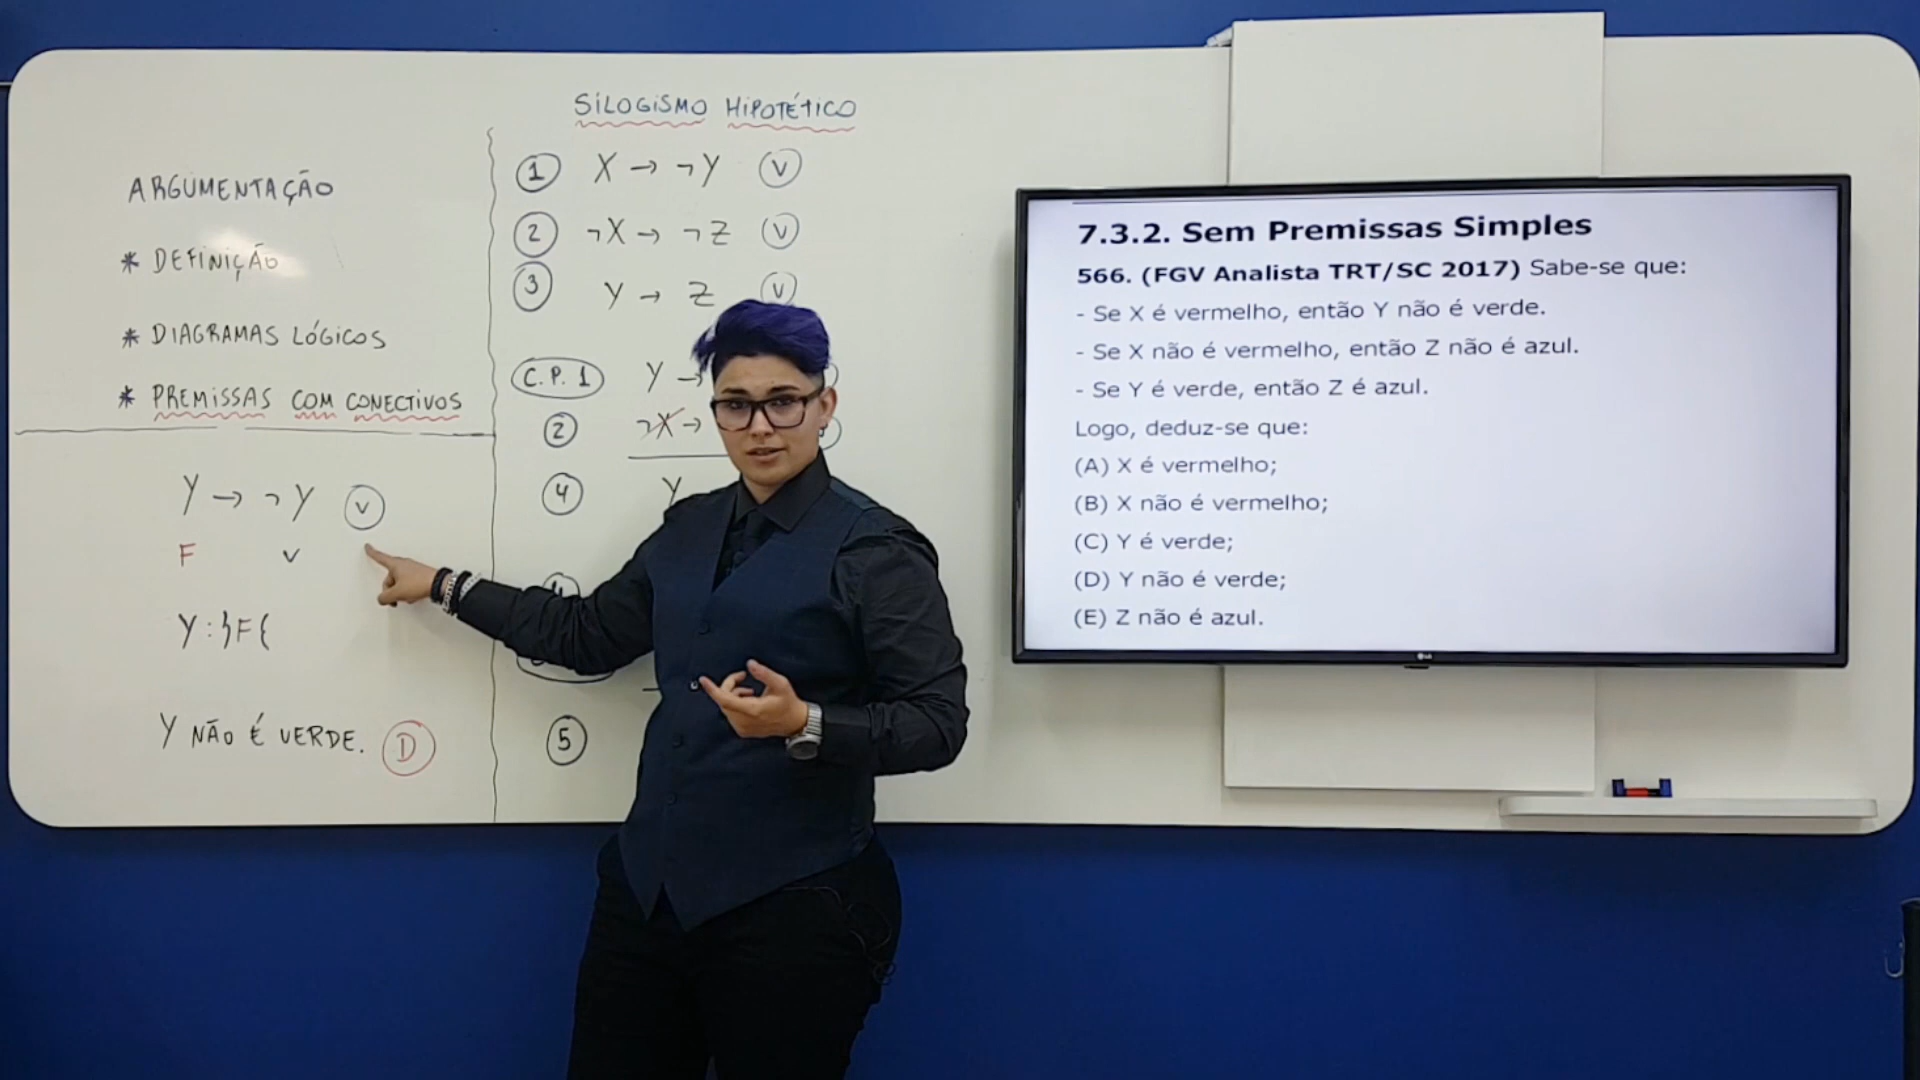 ARGUMENTAÇÃO
* DEFINIÇÃO
* DIAGRAMAS LÓGICOS
* PREMISSAS COM CONECTIVOS
Y → ¬Y V
F V
Y : }F{
Y NÃO É VERDE. D
SILOGISMO HIPOTÉTICO
1 X → ¬Y V
2 ¬X → ¬Z V
3 Y → Z V
C.P. 1 Y →
2 ¬X →
4 Y
5
7.3.2. Sem Premissas Simples
566. (FGV Analista TRT/SC 2017) Sabe-se que:
- Se X é vermelho, então Y não é verde.
- Se X não é vermelho, então Z não é azul.
- Se Y é verde, então Z é azul.
Logo, deduz-se que:
(A) X é vermelho;
(B) X não é vermelho;
(C) Y é verde;
(D) Y não é verde;
(E) Z não é azul.
LG